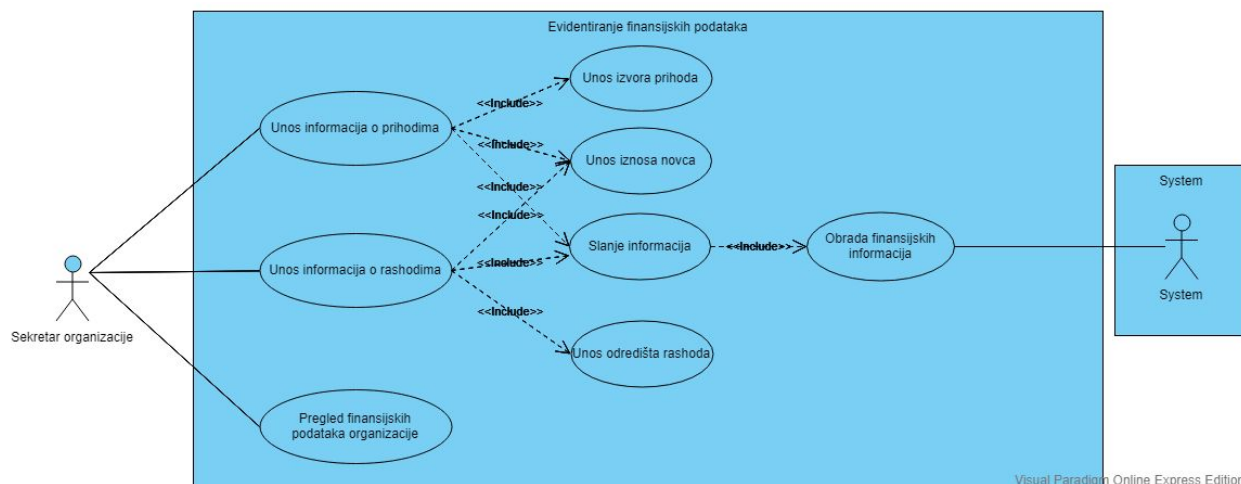 Evidentiranje finansijskih podataka
Unos izvora prihoda
<<Include>>
Unos informacija o prihodima
<<Include>>
Unos iznosa novca
<<Include>>
System
<<Include>>
Slanje informacija
<<Include>>
Obrada finansijskih
informacija
Unos informacija o rashodima
<<Include>>
System
<<Include>>
Sekretar organizacije
Unos odredišta rashoda
Pregled finansijskih
podataka organizacije
Visual Paradigm Online Express Edition